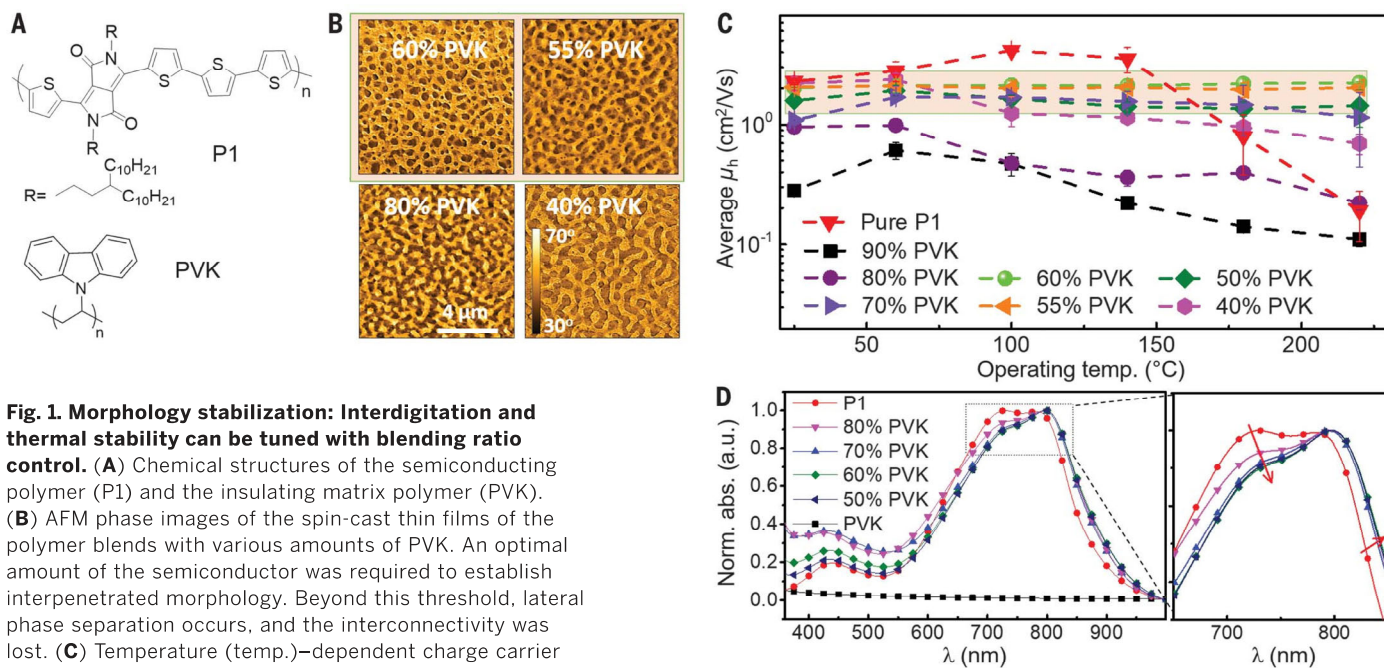 A
R
O
N
S
S
S
S
n
N
O
R
P1
C₁₀H₂₁
R=
C₁₀H₂₁
PVK
N
n
B
60% PVK
55% PVK
80% PVK
40% PVK
70°
30°
4 µm
C
Average µh (cm²/Vs)
10⁰
10⁻¹
Pure P1
90% PVK
80% PVK
60% PVK
50% PVK
70% PVK
55% PVK
40% PVK
50
100
150
200
Operating temp. (°C)
Fig. 1. Morphology stabilization: Interdigitation and
thermal stability can be tuned with blending ratio
control. (A) Chemical structures of the semiconducting
polymer (P1) and the insulating matrix polymer (PVK).
(B) AFM phase images of the spin-cast thin films of the
polymer blends with various amounts of PVK. An optimal
amount of the semiconductor was required to establish
interpenetrated morphology. Beyond this threshold, lateral
phase separation occurs, and the interconnectivity was
lost. (C) Temperature (temp.)–dependent charge carrier
D
Norm. abs. (a.u.)
1.0
0.8
0.6
0.4
0.2
0.0
P1
80% PVK
70% PVK
60% PVK
50% PVK
PVK
400
500
600
700
800
900
λ (nm)
700
800
λ (nm)